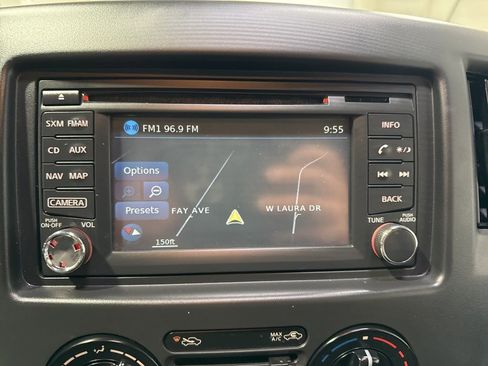 SXM FM•AM
CD AUX
NAV MAP
CAMERA
PUSH
ON•OFF
VOL
FM1 96.9 FM
9:55
Options
Presets
FAY AVE
W LAURA DR
150ft
INFO
BACK
TUNE
PUSH
AUDIO
MAX
A/C